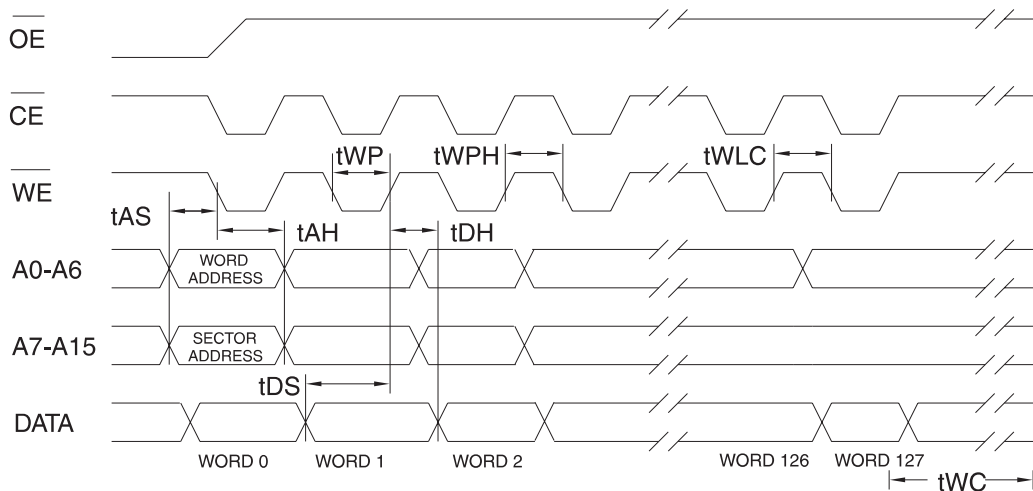 OE
CE
tWP
tWPH
tWLC
WE
tAS
tAH
tDH
A0-A6
WORD
ADDRESS
A7-A15
SECTOR
ADDRESS
tDS
DATA
WORD 0
WORD 1
WORD 2
WORD 126
WORD 127
tWC